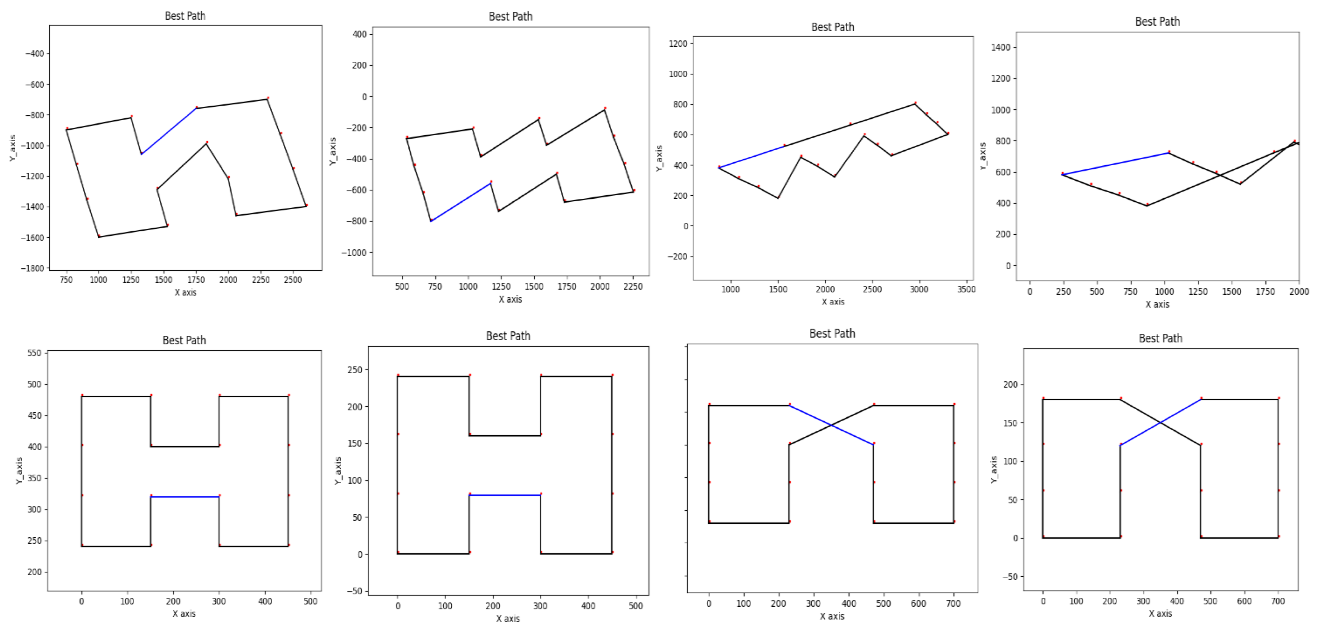 Best Path
Y_axis
−400
−600
−800
−1000
−1200
−1400
−1600
−1800
750 1000 1250 1500 1750 2000 2250 2500
X axis
Best Path
Y_axis
400
200
0
−200
−400
−600
−800
−1000
500 750 1000 1250 1500 1750 2000 2250
X axis
Best Path
Y_axis
1200
1000
800
600
400
200
0
−200
1000 1500 2000 2500 3000 3500
X axis
Best Path
y_axis
1400
1200
1000
800
600
400
200
0
0 250 500 750 1000 1250 1500 1750 2000
X axis
Best Path
Y_axis
550
500
450
400
350
300
250
200
0 100 200 300 400 500
X axis
Best Path
Y_axis
250
200
150
100
50
0
−50
0 100 200 300 400 500
X axis
Best Path
Y_axis
0 100 200 300 400 500 600 700
X axis
Best Path
Y_axis
200
150
100
50
0
−50
0 100 200 300 400 500 600 700
X axis